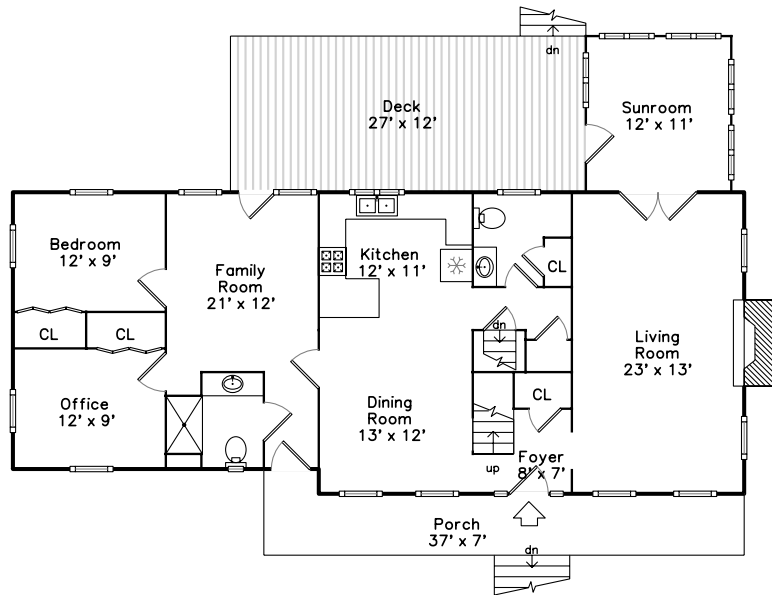 dn
Deck
27' x 12'
Sunroom
12' x 11'
Bedroom
12' x 9'
Family
Room
21' x 12'
Kitchen
12' x 11'
CL
CL
CL
dn
Living
Room
23' x 13'
Office
12' x 9'
Dining
Room
13' x 12'
CL
up
Foyer
8' x 7'
Porch
37' x 7'
dn